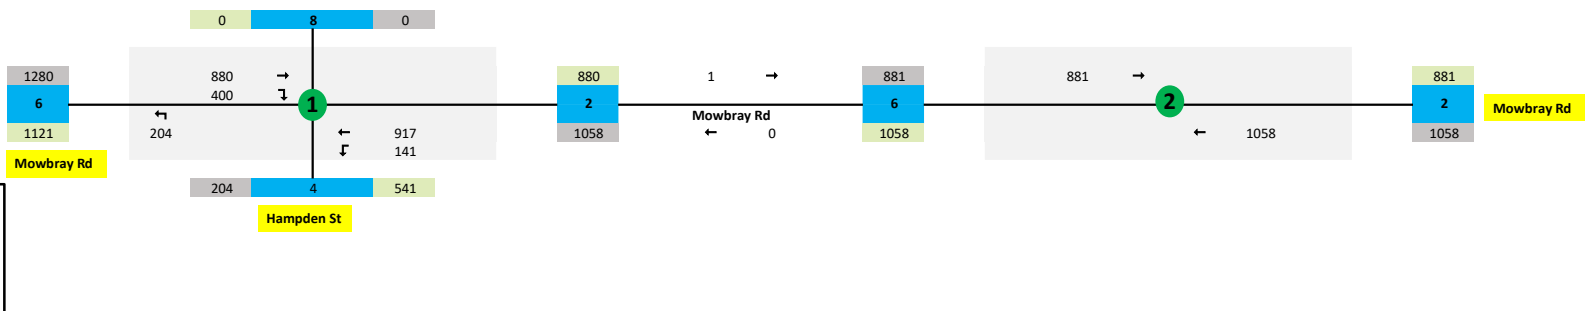 0 8 0
1280 880 880 1 881 881 881
400
6 1 2 6 2 2 Mowbray Rd
Mowbray Rd
1121 204 917 1058 0 1058 1058 1058
141
Mowbray Rd
204 4 541
Hampden St